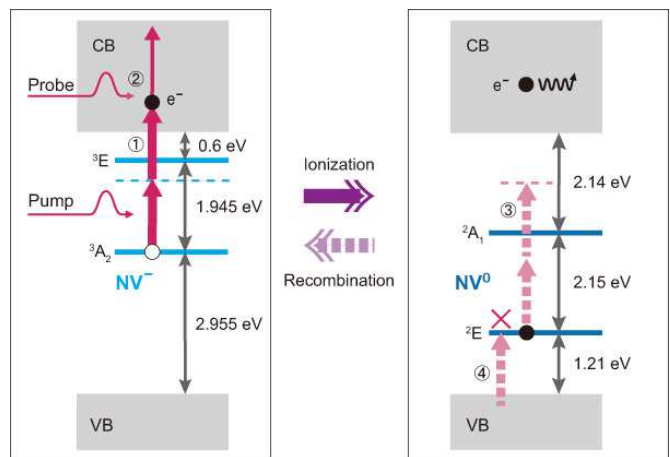 CB
Probe
②
e⁻
①
³E
0.6 eV
Pump
1.945 eV
³A₂
NV⁻
2.955 eV
VB
Ionization
Recombination
CB
e⁻
2.14 eV
③
²A₁
NV⁰
2.15 eV
²E
④
1.21 eV
VB